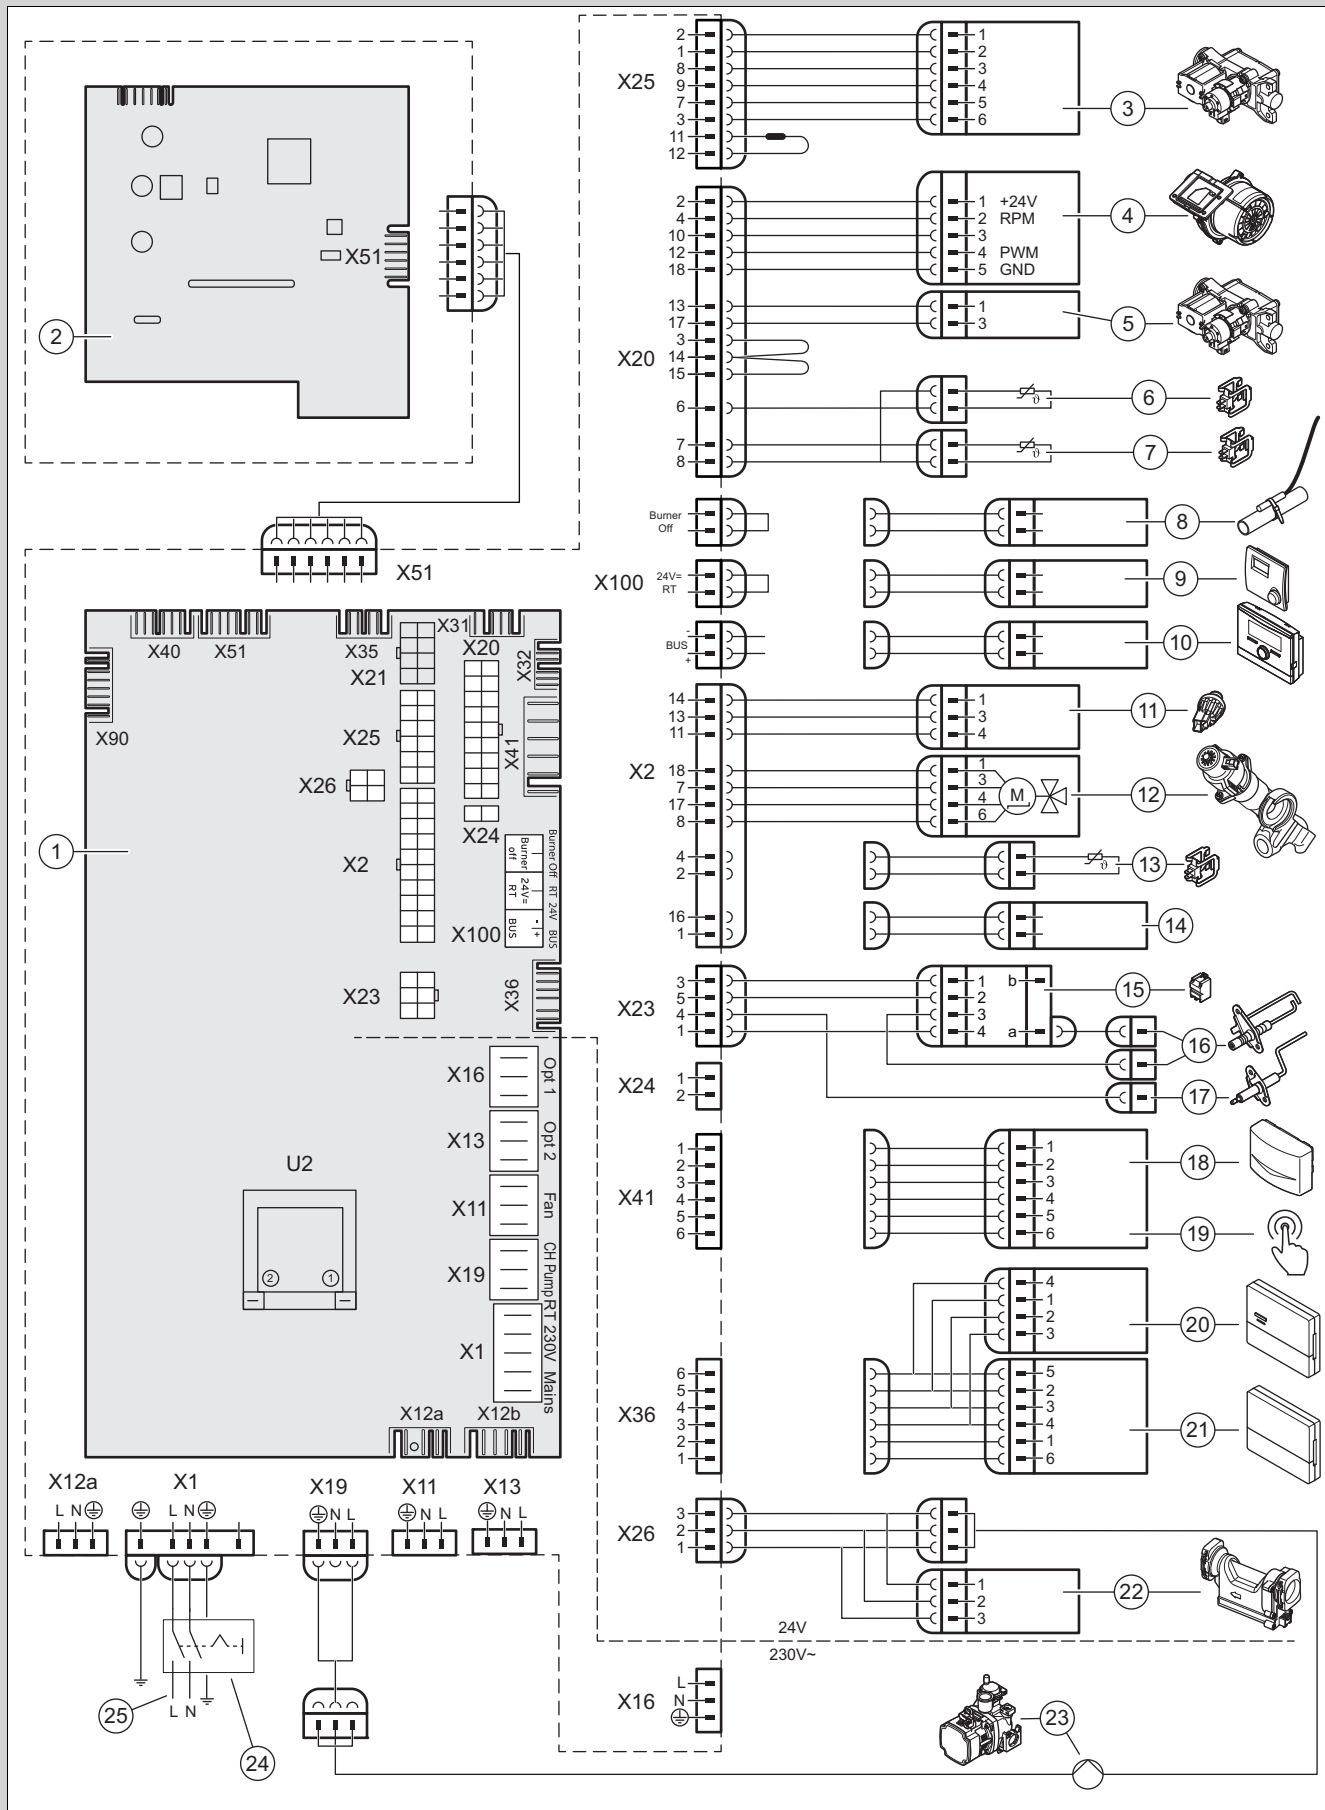 X51
2
X51
1
X40
X51
X35
X31
X20
X32
X21
X90
X25
X41
X26
X24
X2
Burner
off
24V=
RT
BUS
- +
Burner Off RT 24V BUS
X100
X23
X36
X16
Opt 1
X13
Opt 2
X11
Fan
X19
CH Pump
X1
RT 230V Mains
U2
2
1
X12a
X12b
X12a
L N
X1
L N
X19
N L
X11
N L
X13
N L
25
L N
24
X25
2
1
8
9
7
3
11
12
1
2
3
4
5
6
3
X20
2
4
10
12
18
13
17
3
14
15
6
7
8
1 +24V
2 RPM
3
4 PWM
5 GND
4
1
3
5
ϑ
6
ϑ
7
X100
Burner
Off
8
24V=
RT
9
-
BUS
+
10
X2
14
13
11
18
7
17
8
4
2
16
1
1
3
4
11
1
3
4
6
M
12
ϑ
13
14
X23
3
5
4
1
1
2
3
4
b
a
15
16
17
X24
1
2
X41
1
2
3
4
5
6
1
2
3
4
5
6
18
19
X36
6
5
4
3
2
1
4
1
2
3
20
5
2
3
4
1
6
21
X26
3
2
1
1
2
3
22
24V
230V~
X16
L
N
23